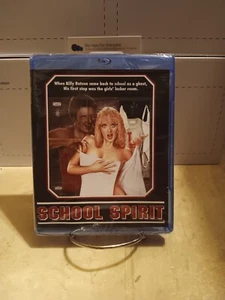 When Billy Batson came back to school as a ghost,
His first stop was the girls' locker room.
SCHOOL SPIRIT